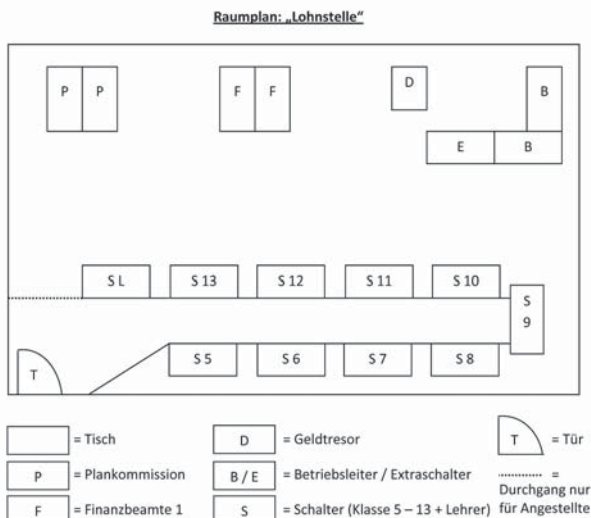 Raumplan: „Lohnstelle“
P P F F D B
E B
S L S 13 S 12 S 11 S 10
S
9
S 5 S 6 S 7 S 8
T
= Tisch D = Geldtresor T = Tür
P = Plankommission B / E = Betriebsleiter / Extraschalter =
Durchgang nur
F = Finanzbeamte 1 S = Schalter (Klasse 5 – 13 + Lehrer) für Angestellte